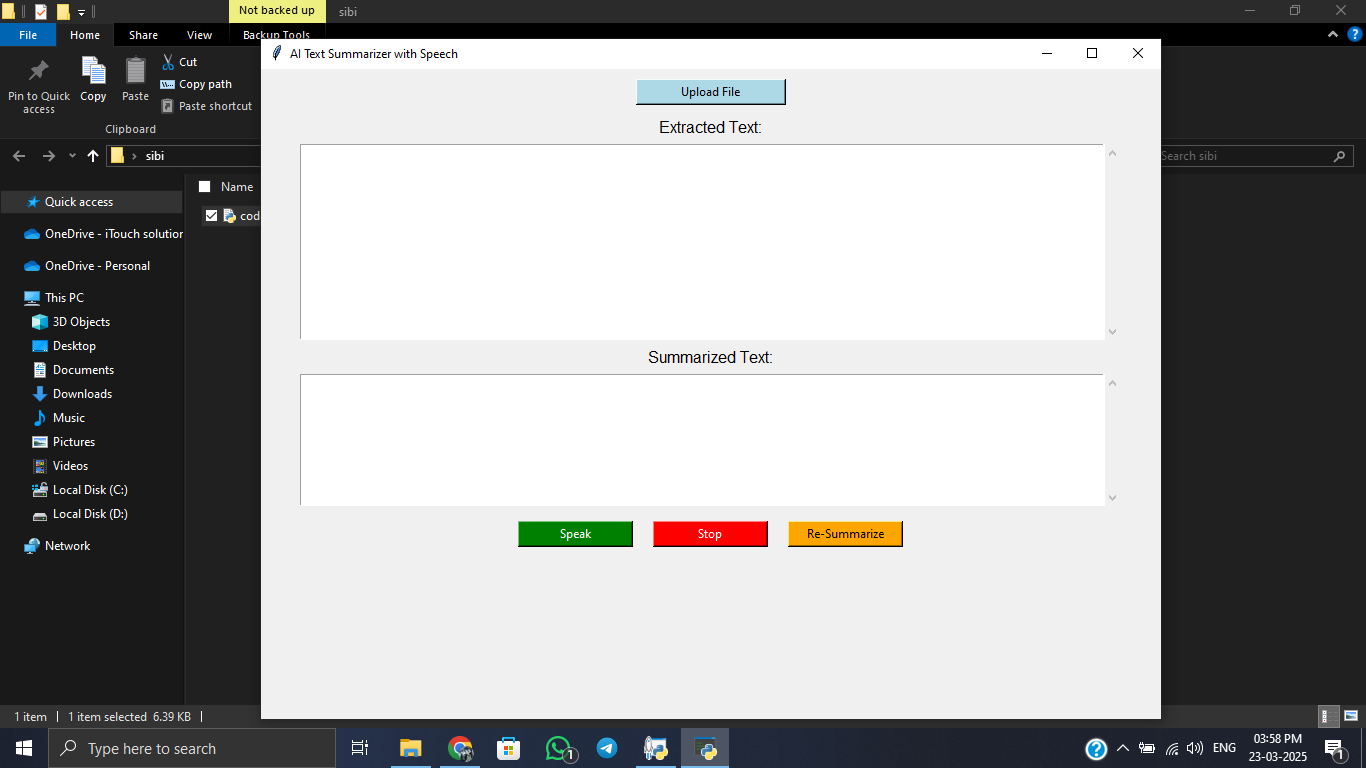 Not backed up
sibi
File
Home
Share
View
Backup Tools
AI Text Summarizer with Speech
Pin to Quick access
Copy
Paste
Cut
Copy path
Paste shortcut
Clipboard
sibi
Search sibi
Upload File
Extracted Text:
Summarized Text:
Speak
Stop
Re-Summarize
Name
cod
Quick access
OneDrive - iTouch solution
OneDrive - Personal
This PC
3D Objects
Desktop
Documents
Downloads
Music
Pictures
Videos
Local Disk (C:)
Local Disk (D:)
Network
1 item
1 item selected 6.39 KB
Type here to search
1
ENG
03:58 PM
23-03-2025
1